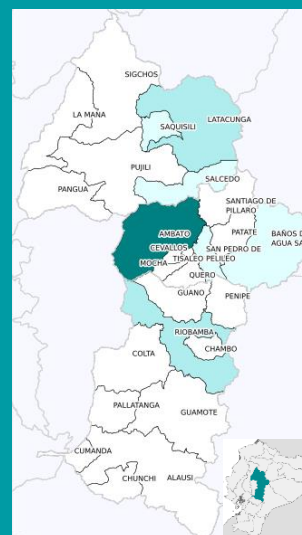 SIGCHOS
LA MANA
LATACUNGA
SAQUISILI
PUJILI
SALCEDO
PANGUA
SANTIAGO DE
PILLARO
AMBATO
PATATE
BAÑOS D
AGUA SA
CEVALLOS
SAN PEDRO DE
PELILEO
TISALEO
MOCHA
QUERO
GUANO
PENIPE
RIOBAMBA
CHAMBO
COLTA
PALLATANGA
GUAMOTE
CUMANDA
CHUNCHI
ALAUSI